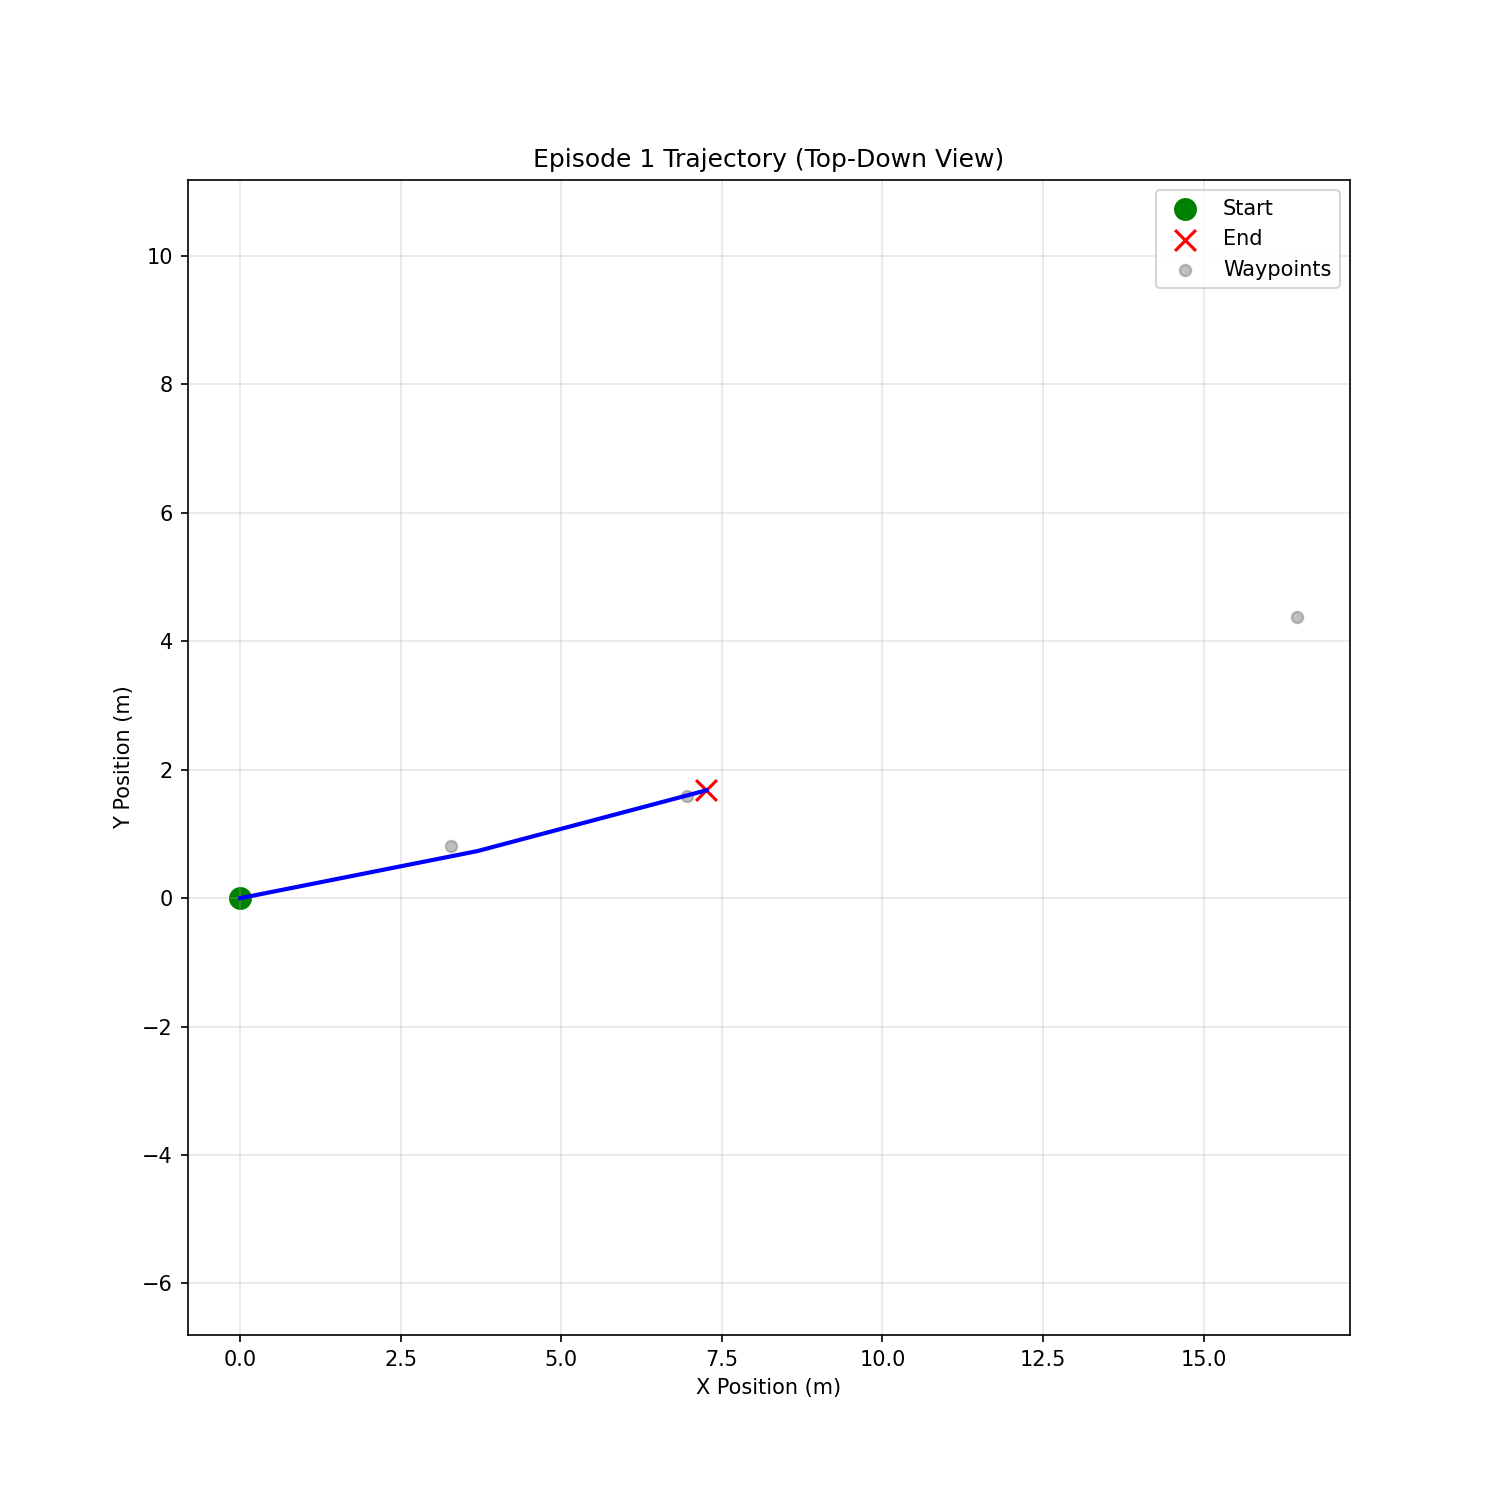 Episode 1 Trajectory (Top-Down View)
Start
End
Waypoints
10
8
6
4
2
0
−2
−4
−6
Y Position (m)
0.0 2.5 5.0 7.5 10.0 12.5 15.0
X Position (m)